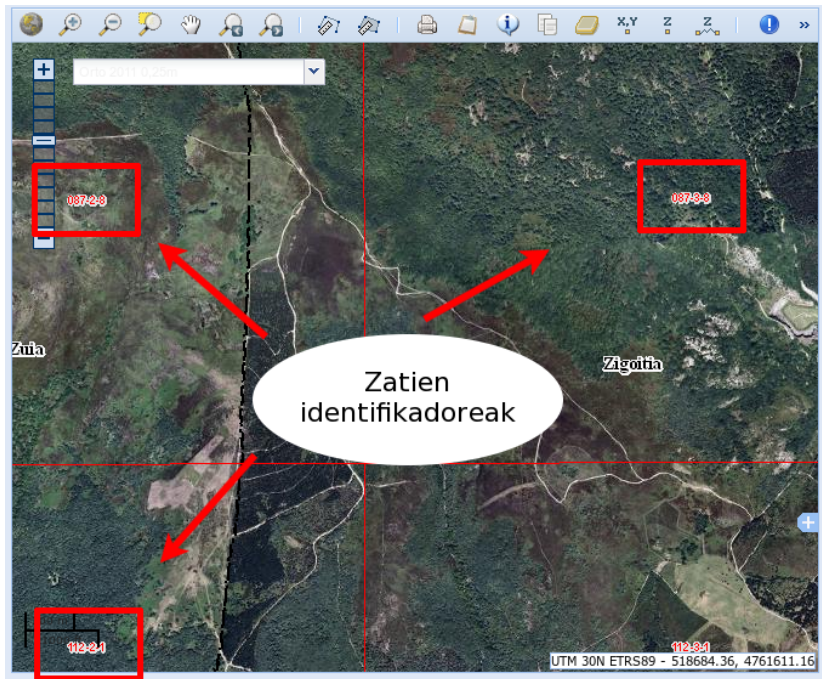 X,Y
Z
Z
»
Orto 2011 0,25m
087-2-8
087-3-8
Zuia
Zigoitia
Zatien
identifikadoreak
112-2-1
112-3-1
UTM 30N ETRS89 - 518684.36, 4761611.16